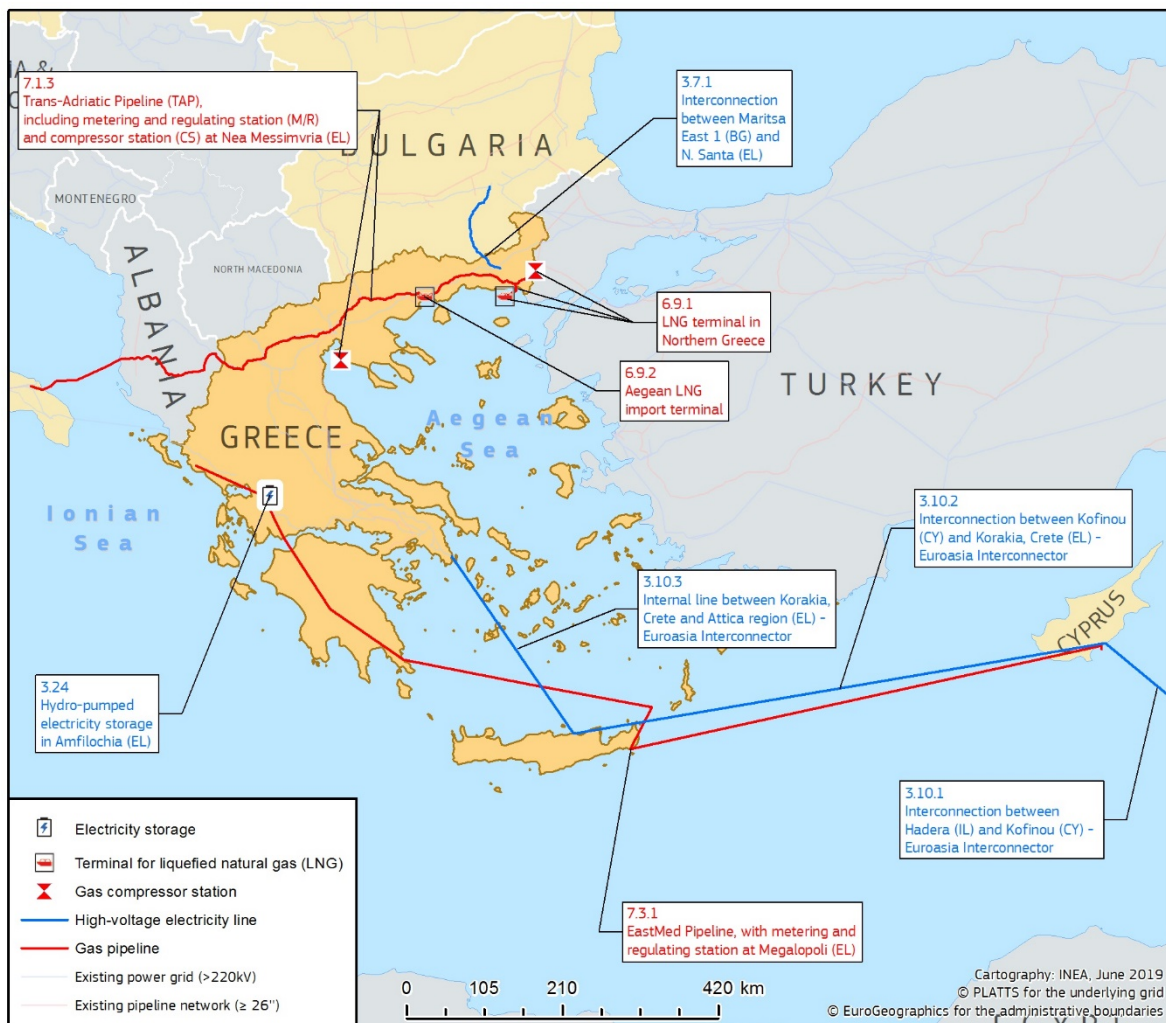 7.1.3
Trans-Adriatic Pipeline (TAP),
including metering and regulating station (M/R)
and compressor station (CS) at Nea Messimvria (EL)
3.7.1
Interconnection
between Maritsa
East 1 (BG) and
N. Santa (EL)
BULGARIA
MONTENEGRO
NORTH MACEDONIA
ALBANIA
6.9.1
LNG terminal in
Northern Greece
6.9.2
Aegean LNG
import terminal
TURKEY
GREECE
Aegean
Sea
Ionian
Sea
3.10.2
Interconnection between Kofinou
(CY) and Korakia, Crete (EL) -
Euroasia Interconnector
3.10.3
Internal line between Korakia,
Crete and Attica region (EL) -
Euroasia Interconnector
CYPRUS
3.24
Hydro-pumped
electricity storage
in Amfilochia (EL)
3.10.1
Interconnection between
Hadera (IL) and Kofinou (CY) -
Euroasia Interconnector
7.3.1
EastMed Pipeline, with metering and
regulating station at Megalopoli (EL)
Electricity storage
Terminal for liquefied natural gas (LNG)
Gas compressor station
High-voltage electricity line
Gas pipeline
Existing power grid (>220kV)
Existing pipeline network (≥ 26")
0 105 210 420 km
Cartography: INEA, June 2019
© PLATTS for the underlying grid
© EuroGeographics for the administrative boundaries